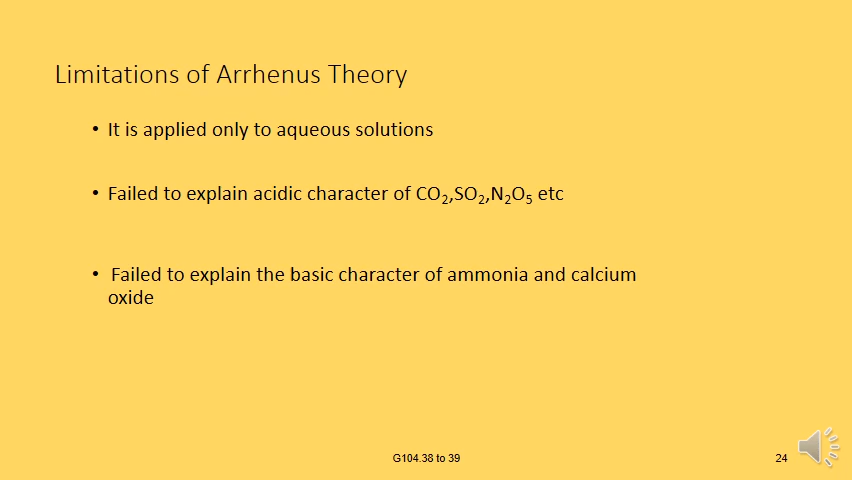 Limitations of Arrhenus Theory
• It is applied only to aqueous solutions
• Failed to explain acidic character of CO₂,SO₂,N₂O₅ etc
• Failed to explain the basic character of ammonia and calcium
oxide
G104.38 to 39
24